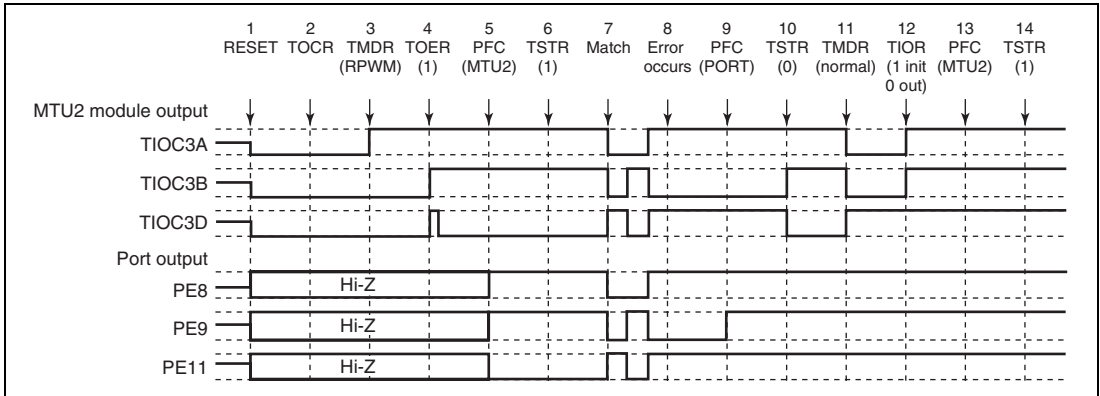 1 2 3 4 5 6 7 8 9 10 11 12 13 14
RESET TOCR TMDR TOER PFC TSTR Match Error PFC TSTR TMDR TIOR PFC TSTR
(RPWM) (1) (MTU2) (1) occurs (PORT) (0) (normal) (1 init (MTU2) (1)
0 out)
MTU2 module output
TIOC3A
TIOC3B
TIOC3D
Port output
PE8 Hi-Z
PE9 Hi-Z
PE11 Hi-Z